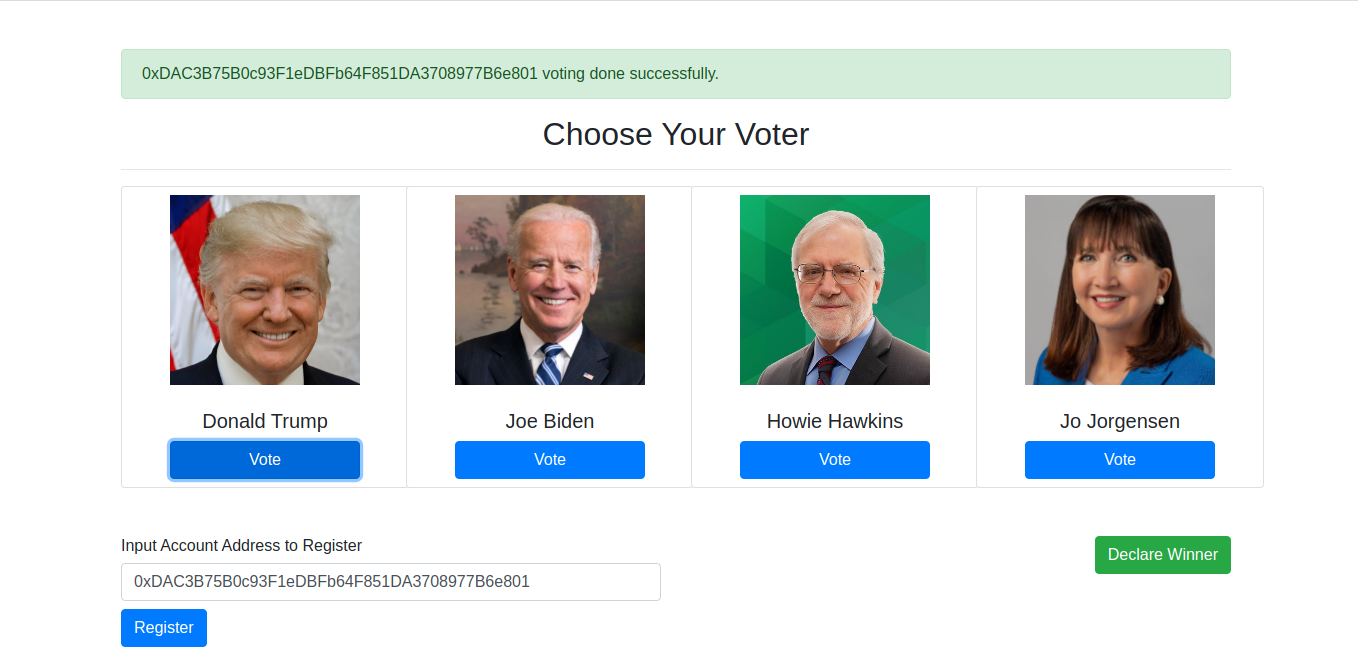 0xDAC3B75B0c93F1eDBFb64F851DA3708977B6e801 voting done successfully.
Choose Your Voter
Donald Trump
Joe Biden
Howie Hawkins
Jo Jorgensen
Vote
Vote
Vote
Vote
Input Account Address to Register
Declare Winner
0xDAC3B75B0c93F1eDBFb64F851DA3708977B6e801
Register